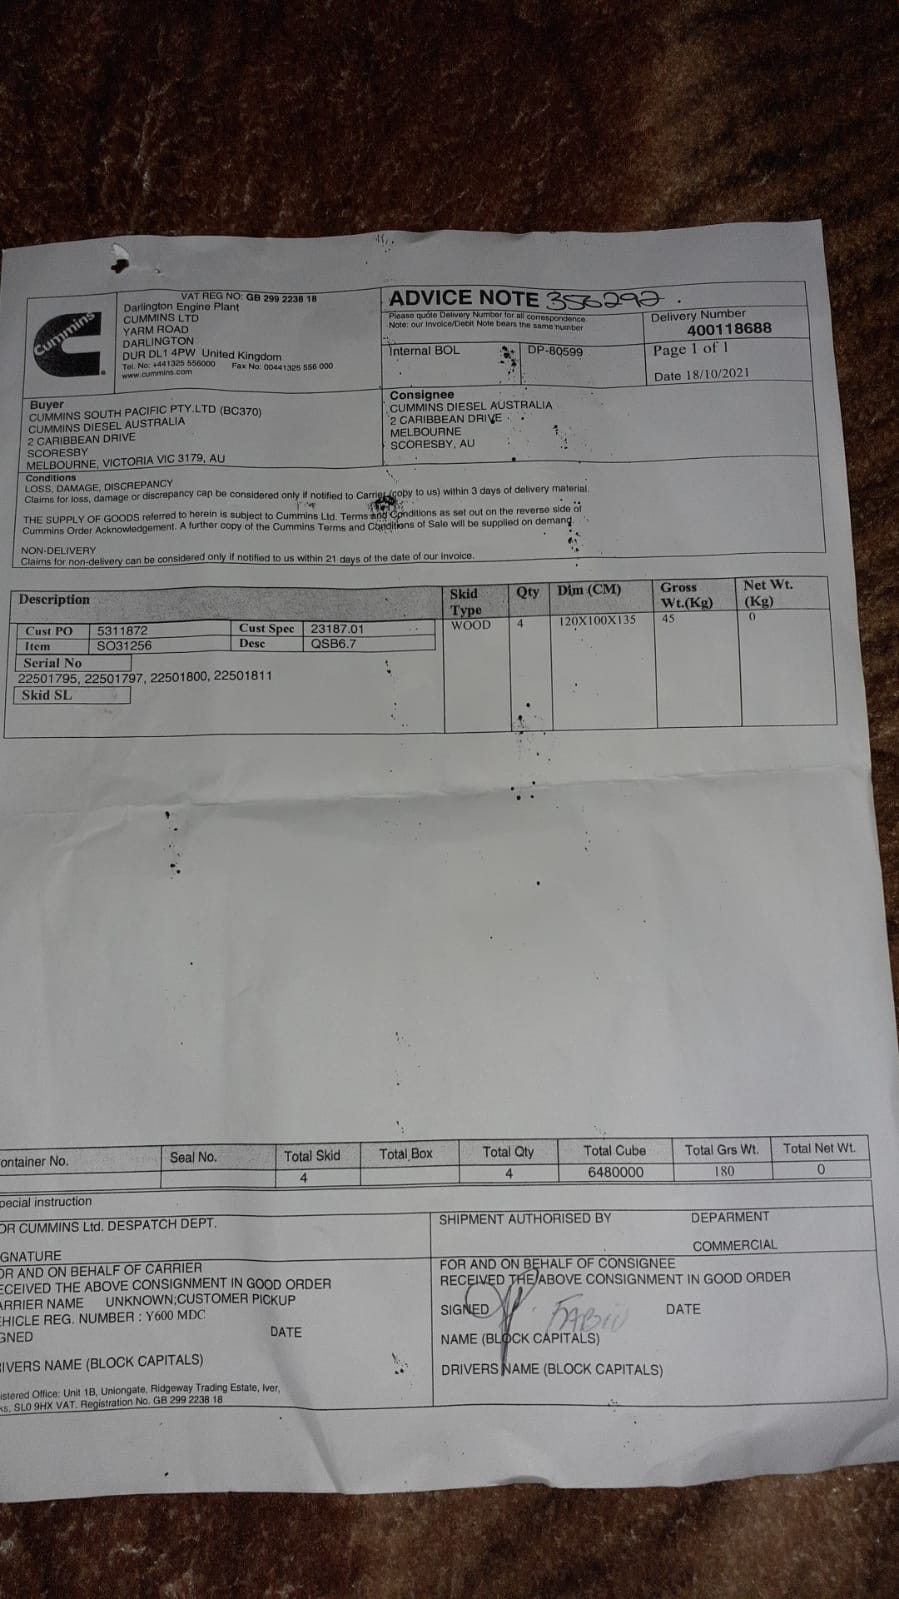 Cummins
VAT REG NO: GB 299 2238 18
Darlington Engine Plant
CUMMINS LTD
YARM ROAD
DARLINGTON
DUR DL1 4PW United Kingdom
Tel. No: +441325 556000 Fax No: 00441325 556 000
www.cummins.com
ADVICE NOTE 356292.
Please quote Delivery Number for all correspondence
Note: our Invoice/Debit Note bears the same number
Delivery Number
400118688
Internal BOL DP-80599
Page 1 of 1
Date 18/10/2021
Buyer
CUMMINS SOUTH PACIFIC PTY.LTD (BC370)
CUMMINS DIESEL AUSTRALIA
2 CARIBBEAN DRIVE
SCORESBY
MELBOURNE, VICTORIA VIC 3179, AU
Consignee
CUMMINS DIESEL AUSTRALIA
2 CARIBBEAN DRIVE
MELBOURNE
SCORESBY, AU
Conditions
LOSS, DAMAGE, DISCREPANCY
Claims for loss, damage or discrepancy can be considered only if notified to Carrier (copy to us) within 3 days of delivery material.
THE SUPPLY OF GOODS referred to herein is subject to Cummins Ltd. Terms and Conditions as set out on the reverse side of
Cummins Order Acknowledgement. A further copy of the Cummins Terms and Conditions of Sale will be supplied on demand.
NON-DELIVERY
Claims for non-delivery can be considered only if notified to us within 21 days of the date of our invoice.
Description Skid Type Qty Dim (CM) Gross Wt.(Kg) Net Wt. (Kg)
Cust PO 5311872 Cust Spec 23187.01 WOOD 4 120X100X135 45 0
Item SO31256 Desc QSB6.7
Serial No
22501795, 22501797, 22501800, 22501811
Skid SL
ontainer No. Seal No. Total Skid Total Box Total Qty Total Cube Total Grs Wt. Total Net Wt.
4 4 6480000 180 0
pecial instruction
OR CUMMINS Ltd. DESPATCH DEPT.
GNATURE
SHIPMENT AUTHORISED BY DEPARMENT
COMMERCIAL
OR AND ON BEHALF OF CARRIER
ECEIVED THE ABOVE CONSIGNMENT IN GOOD ORDER
ARRIER NAME UNKNOWN;CUSTOMER PICKUP
EHICLE REG. NUMBER : Y600 MDC
GNED DATE
RIVERS NAME (BLOCK CAPITALS)
FOR AND ON BEHALF OF CONSIGNEE
RECEIVED THE ABOVE CONSIGNMENT IN GOOD ORDER
SIGNED DATE
NAME (BLOCK CAPITALS)
DRIVERS NAME (BLOCK CAPITALS)
istered Office: Unit 1B, Uniongate, Ridgeway Trading Estate, Iver,
ks, SL0 9HX VAT. Registration No. GB 299 2238 18